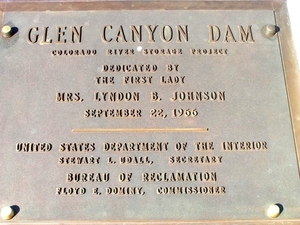 GLEN CANYON DAM
COLORADO RIVER STORAGE PROJECT
DEDICATED BY
THE FIRST LADY
MRS. LYNDON B. JOHNSON
SEPTEMBER 22, 1966
UNITED STATES DEPARTMENT OF THE INTERIOR
STEWART L. UDALL, SECRETARY
BUREAU OF RECLAMATION
FLOYD E. DOMINY, COMMISSIONER